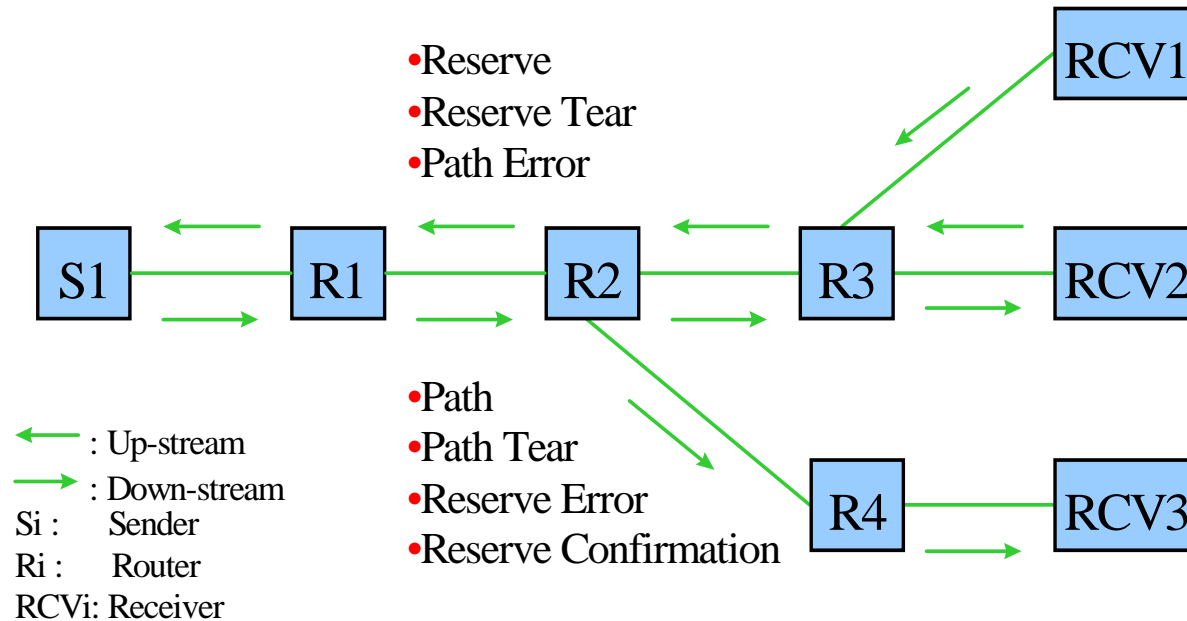 •Reserve
•Reserve Tear
•Path Error
RCV1
S1
R1
R2
R3
RCV2
•Path
•Path Tear
•Reserve Error
•Reserve Confirmation
R4
RCV3
: Up-stream
: Down-stream
Si : Sender
Ri : Router
RCVi: Receiver